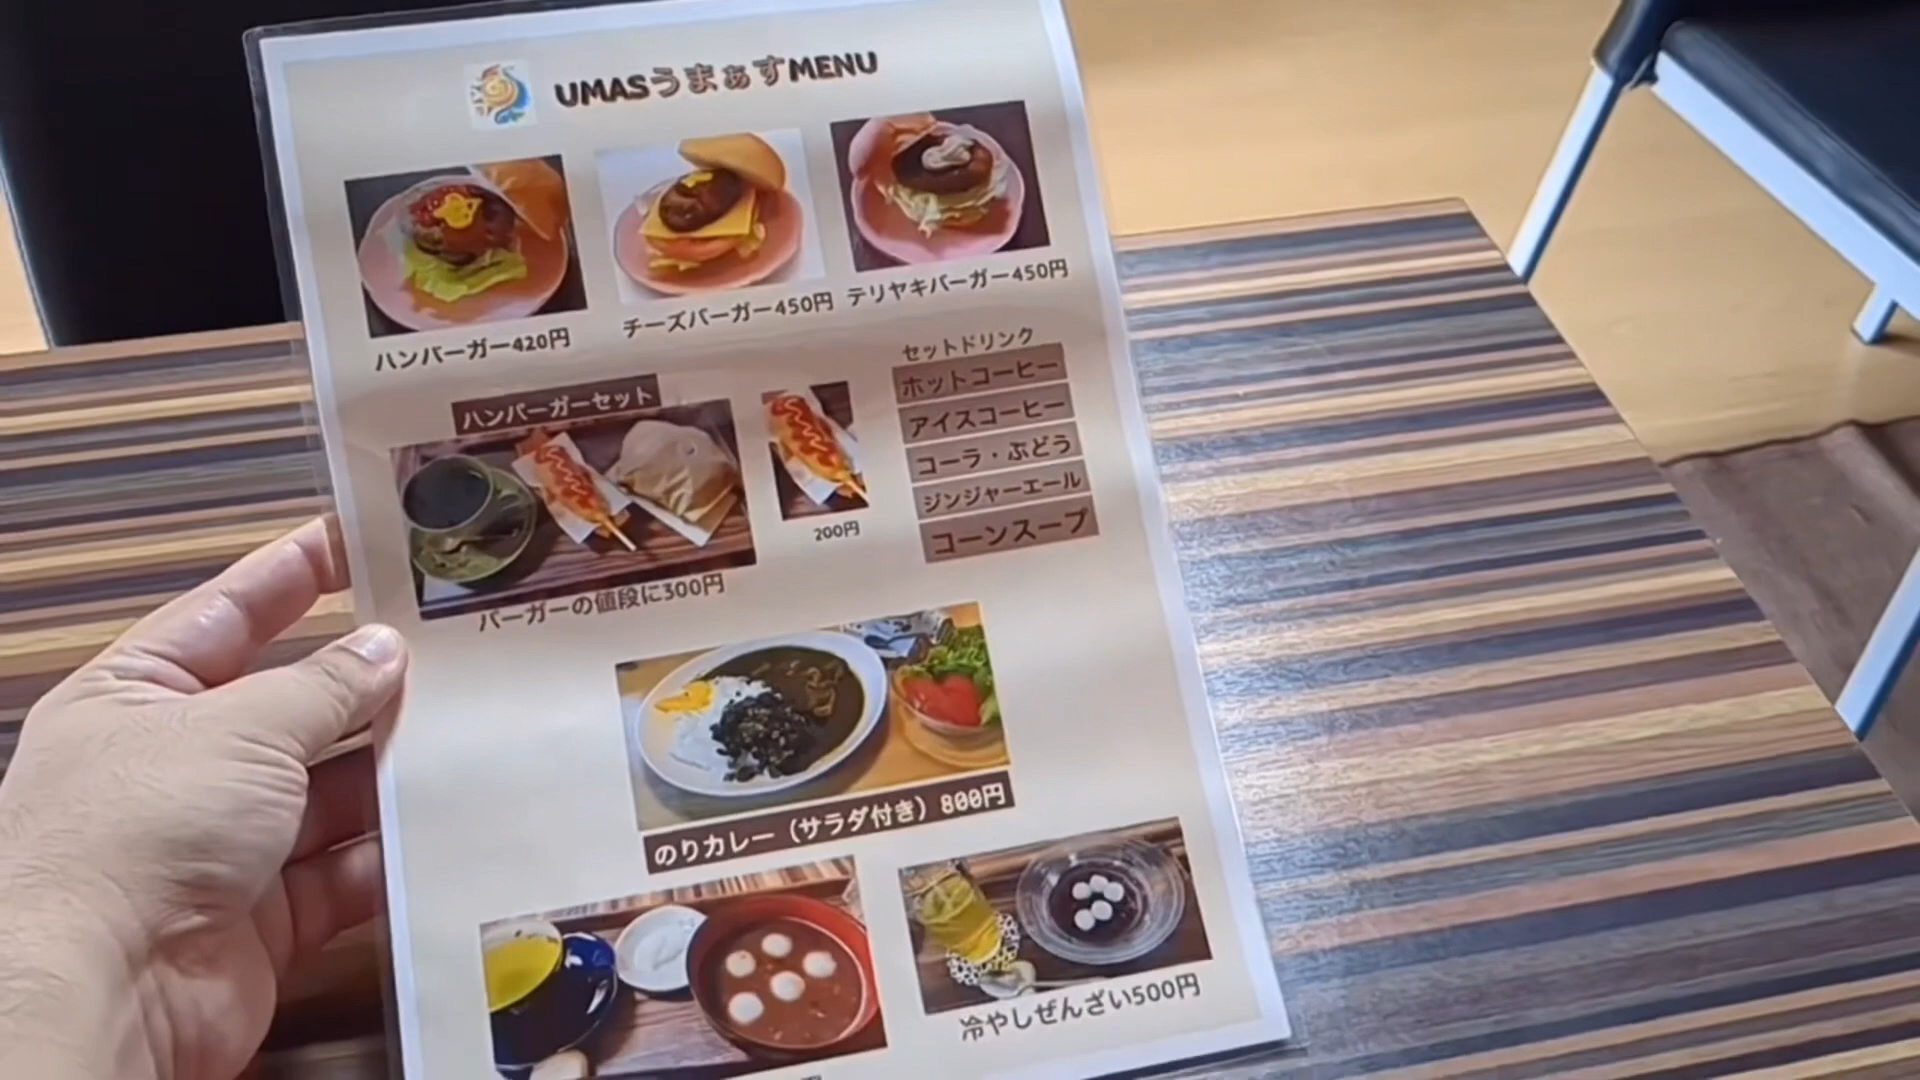 UMASうまぁすMENU
ハンバーガー420円
チーズバーガー450円
テリヤキバーガー450円
ハンバーガーセット
バーガーの値段に300円
200円
セットドリンク
ホットコーヒー
アイスコーヒー
コーラ・ぶどう
ジンジャーエール
コーンスープ
のりカレー（サラダ付き）800円
冷やしぜんざい500円